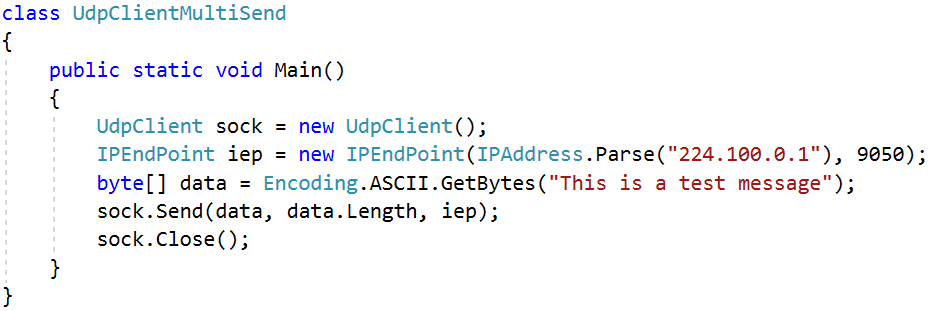 class UdpClientMultiSend
{
    public static void Main()
    {
        UdpClient sock = new UdpClient();
        IPEndPoint iep = new IPEndPoint(IPAddress.Parse("224.100.0.1"), 9050);
        byte[] data = Encoding.ASCII.GetBytes("This is a test message");
        sock.Send(data, data.Length, iep);
        sock.Close();
    }
}